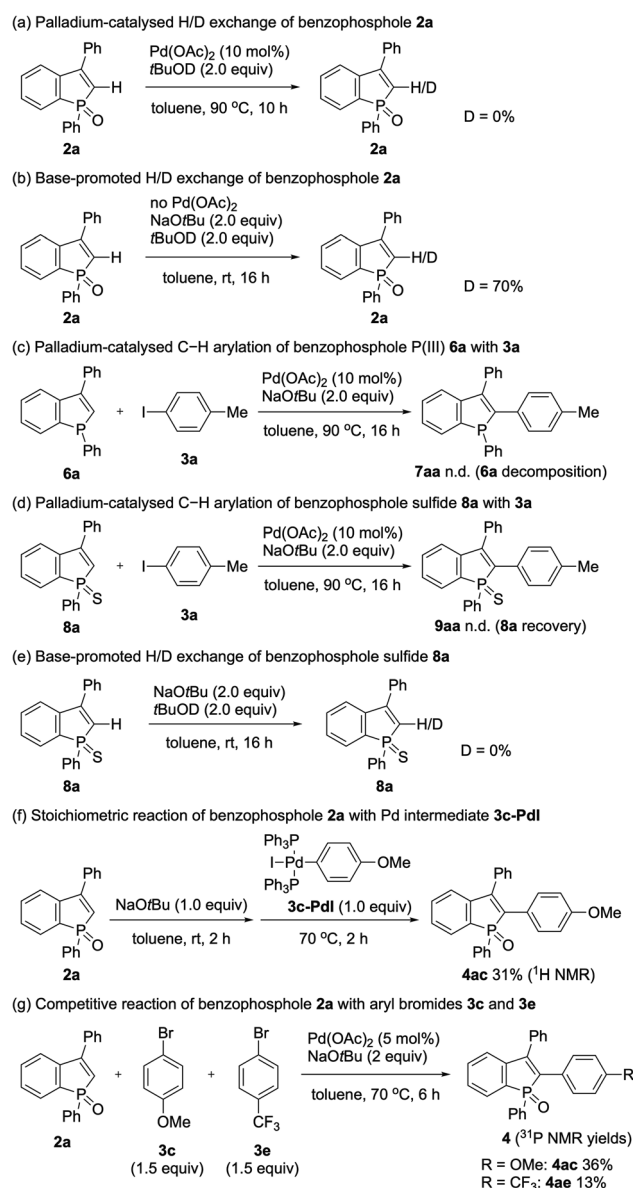 (a) Palladium-catalysed H/D exchange of benzophosphole 2a
Ph
H
P
O
Ph
2a
Pd(OAc)2 (10 mol%)
tBuOD (2.0 equiv)
toluene, 90 ºC, 10 h
Ph
H/D
P
O
Ph
2a
D = 0%
(b) Base-promoted H/D exchange of benzophosphole 2a
Ph
H
P
O
Ph
2a
no Pd(OAc)2
NaOtBu (2.0 equiv)
tBuOD (2.0 equiv)
toluene, rt, 16 h
Ph
H/D
P
O
Ph
2a
D = 70%
(c) Palladium-catalysed C−H arylation of benzophosphole P(III) 6a with 3a
Ph
P
Ph
6a
+
I
Me
3a
Pd(OAc)2 (10 mol%)
NaOtBu (2.0 equiv)
toluene, 90 ºC, 16 h
Ph
Me
P
Ph
7aa n.d. (6a decomposition)
(d) Palladium-catalysed C−H arylation of benzophosphole sulfide 8a with 3a
Ph
P
S
Ph
8a
+
I
Me
3a
Pd(OAc)2 (10 mol%)
NaOtBu (2.0 equiv)
toluene, 90 ºC, 16 h
Ph
Me
P
S
Ph
9aa n.d. (8a recovery)
(e) Base-promoted H/D exchange of benzophosphole sulfide 8a
Ph
H
P
S
Ph
8a
NaOtBu (2.0 equiv)
tBuOD (2.0 equiv)
toluene, rt, 16 h
Ph
H/D
P
S
Ph
8a
D = 0%
(f) Stoichiometric reaction of benzophosphole 2a with Pd intermediate 3c-PdI
Ph
P
O
Ph
2a
NaOtBu (1.0 equiv)
toluene, rt, 2 h
Ph3P
I
Pd
OMe
Ph3P
3c-PdI (1.0 equiv)
70 ºC, 2 h
Ph
OMe
P
O
Ph
4ac 31% (1H NMR)
(g) Competitive reaction of benzophosphole 2a with aryl bromides 3c and 3e
Ph
P
O
Ph
2a
+
Br
OMe
3c
(1.5 equiv)
+
Br
CF3
3e
(1.5 equiv)
Pd(OAc)2 (5 mol%)
NaOtBu (2 equiv)
toluene, 70 ºC, 6 h
Ph
R
P
O
Ph
4 (31P NMR yields)
R = OMe: 4ac 36%
R = CF3: 4ae 13%